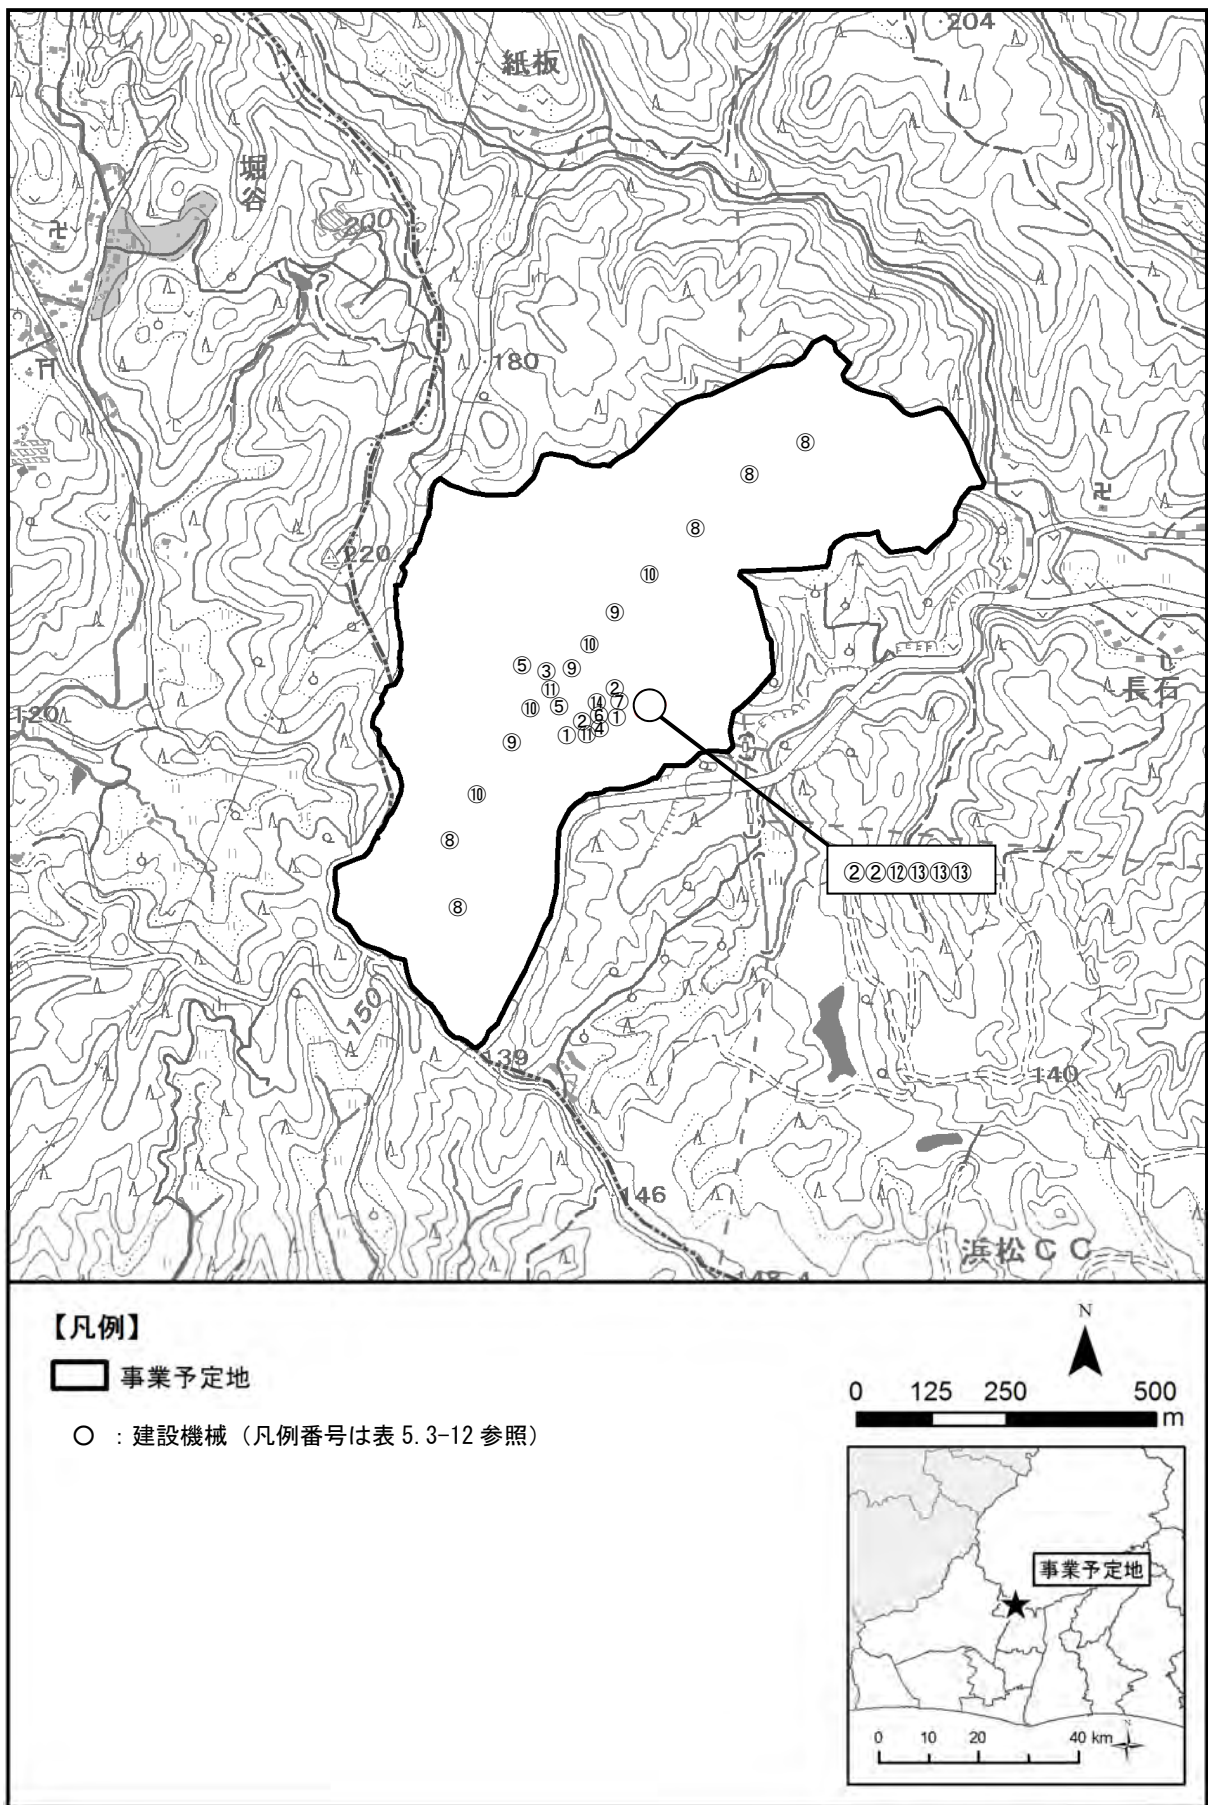 204
紙板
堀谷
200
180
⑧
⑧
⑧
220
⑩
⑨
⑩
⑤ ③ ⑨
⑪ ②
⑩ ⑤ ⑭ ⑦
② ⑥ ①
① ⑪ ④
⑨
長石
120
⑩
⑧
②②⑫⑬⑬⑬
⑧
150
139
140
146
浜松CC
【凡例】
事業予定地
○ : 建設機械 (凡例番号は表 5.3-12 参照)
N
0 125 250 500
m
事業予定地
0 10 20 40 km
N